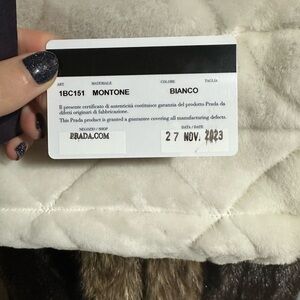 ART. MATERIALE COLORE TAGLIA
1BC151 MONTONE BIANCO
Il presente certificato di autenticità costituisce garanzia del prodotto Prada da
difetti originari di fabbricazione.
This Prada product is granted a guarantee covering all manufacturing defects.
NEGOZIO / SHOP DATA / DATE
PRADA.COM 27 NOV. 2023